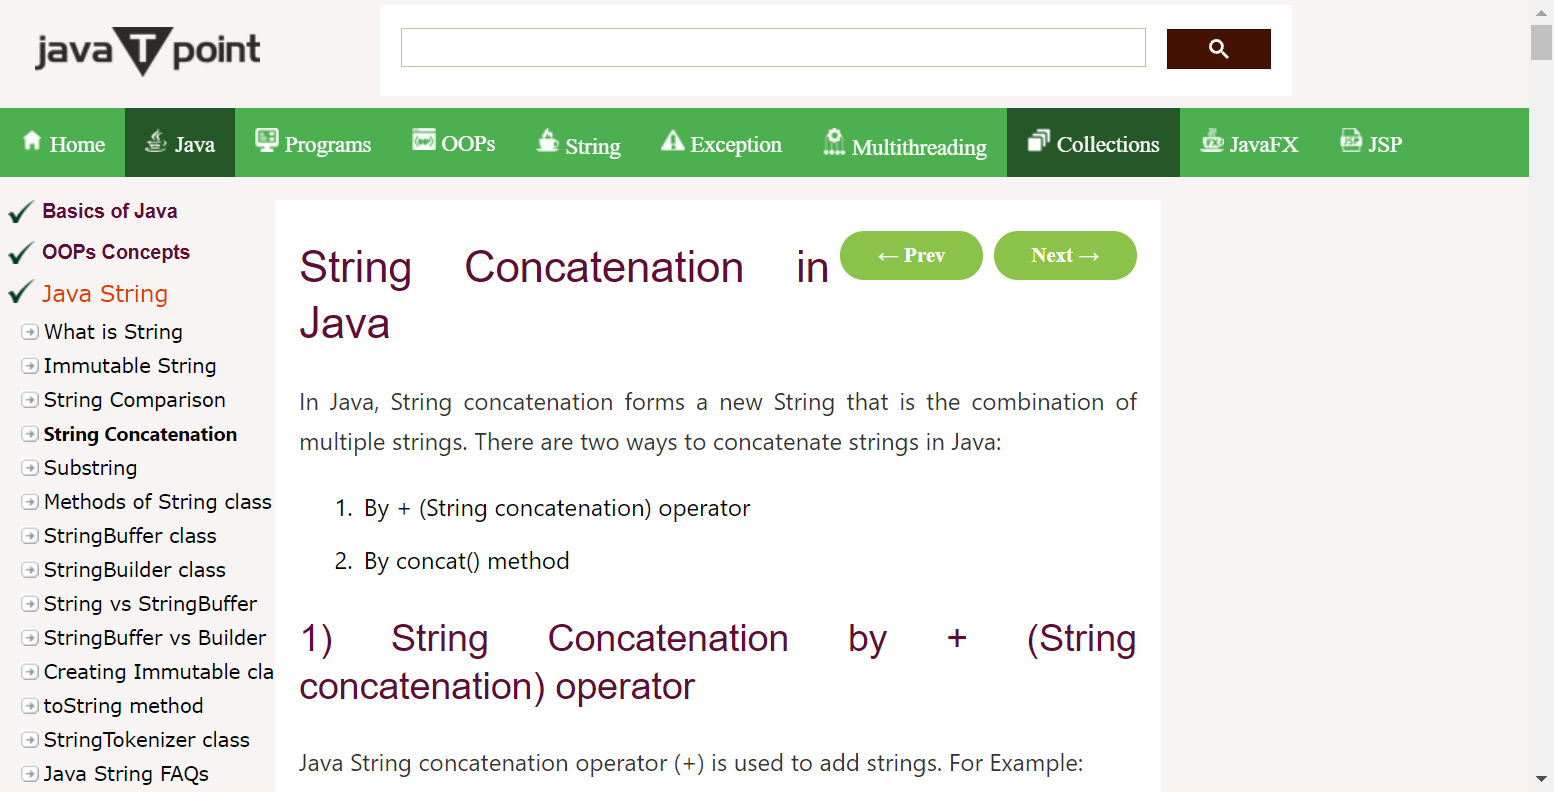 javaTpoint
Home Java Programs OOPs String Exception Multithreading Collections JavaFX JSP
Basics of Java
OOPs Concepts
Java String
What is String
Immutable String
String Comparison
String Concatenation
Substring
Methods of String class
StringBuffer class
StringBuilder class
String vs StringBuffer
StringBuffer vs Builder
Creating Immutable cla
toString method
StringTokenizer class
Java String FAQs
← Prev Next →
String Concatenation in
Java
In Java, String concatenation forms a new String that is the combination of
multiple strings. There are two ways to concatenate strings in Java:
1. By + (String concatenation) operator
2. By concat() method
1) String Concatenation by + (String
concatenation) operator
Java String concatenation operator (+) is used to add strings. For Example: